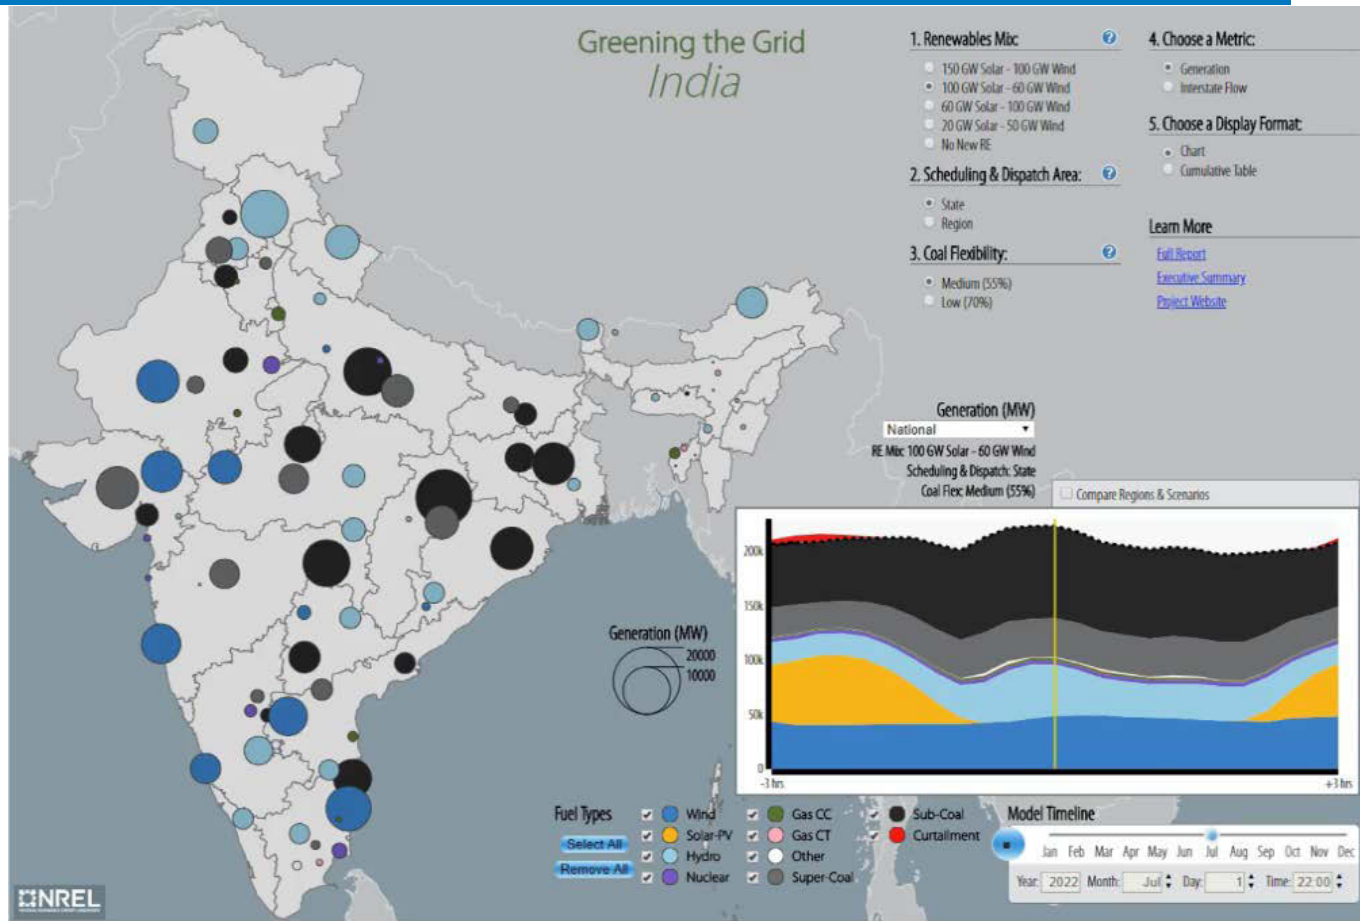 Greening the Grid
India
1. Renewables Mix:
?
150 GW Solar - 100 GW Wind
100 GW Solar - 60 GW Wind
60 GW Solar - 100 GW Wind
20 GW Solar - 50 GW Wind
No New RE
2. Scheduling & Dispatch Area:
?
State
Region
3. Coal Flexibility:
?
Medium (55%)
Low (70%)
4. Choose a Metric:
Generation
Interstate Flow
5. Choose a Display Format:
Chart
Cumulative Table
Learn More
Full Report
Executive Summary
Project Website
Generation (MW)
National
RE Mix: 100 GW Solar - 60 GW Wind
Scheduling & Dispatch: State
Coal Flex: Medium (55%)
Compare Regions & Scenarios
200k
150k
100k
50k
0
-3 hrs
+3 hrs
Generation (MW)
20000
10000
Fuel Types
Select All
Remove All
Wind
Solar-PV
Hydro
Nuclear
Gas CC
Gas CT
Other
Super-Coal
Sub-Coal
Curtailment
Model Timeline
Jan Feb Mar Apr May Jun Jul Aug Sep Oct Nov Dec
Year: 2022 Month: Jul Day: 1 Time: 22:00
NREL